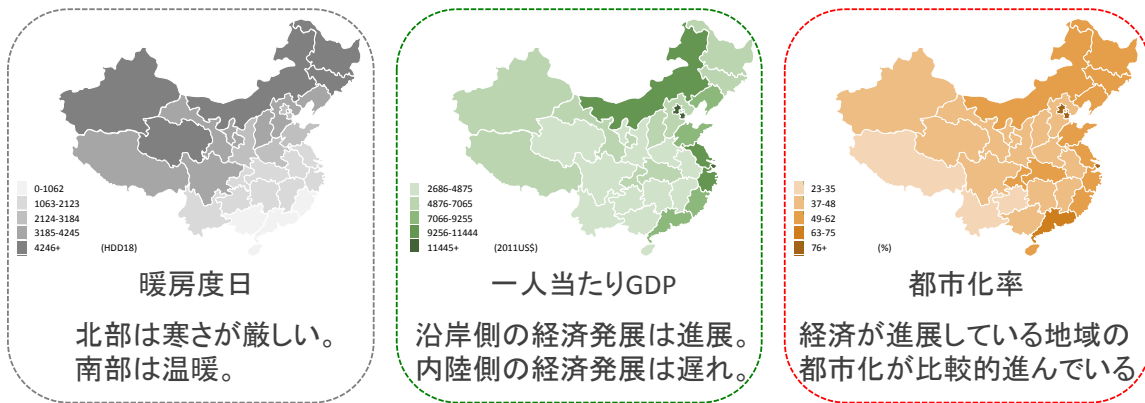 0-1062
1063-2123
2124-3184
3185-4245
4246+ (HDD18)
暖房度日
北部は寒さが厳しい。
南部は温暖。
2686-4875
4876-7065
7066-9255
9256-11444
11445+ (2011US$)
一人当たりGDP
沿岸側の経済発展は進展。
内陸側の経済発展は遅れ。
23-35
37-48
49-62
63-75
76+ (%)
都市化率
経済が進展している地域の
都市化が比較的進んでいる